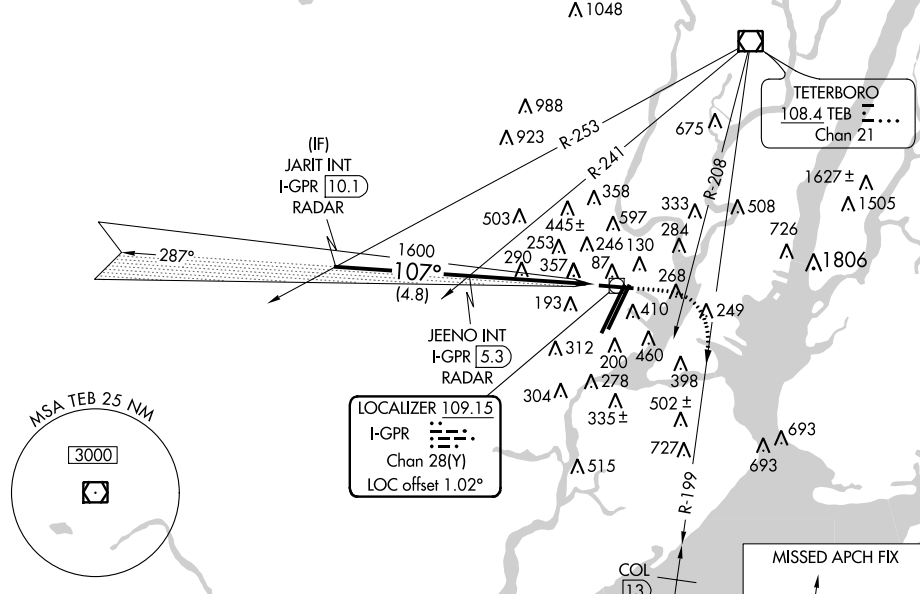 1048
TETERBORO
108.4 TEB
Chan 21
988
923
675
R-253
R-241
R-208
(IF)
JARIT INT
I-GPR 10.1
RADAR
1627 ±
1505
358
503
445 ±
597
333
508
284
726
1806
287°
1600
107°
(4.8)
290
253
357
246
87
130
268
193
410
249
JEENO INT
I-GPR 5.3
RADAR
312
200
460
398
304
278
335 ±
502 ±
727
693
693
515
LOCALIZER 109.15
I-GPR
Chan 28(Y)
LOC offset 1.02°
MSA TEB 25 NM
3000
R-199
COL
13
MISSED APCH FIX